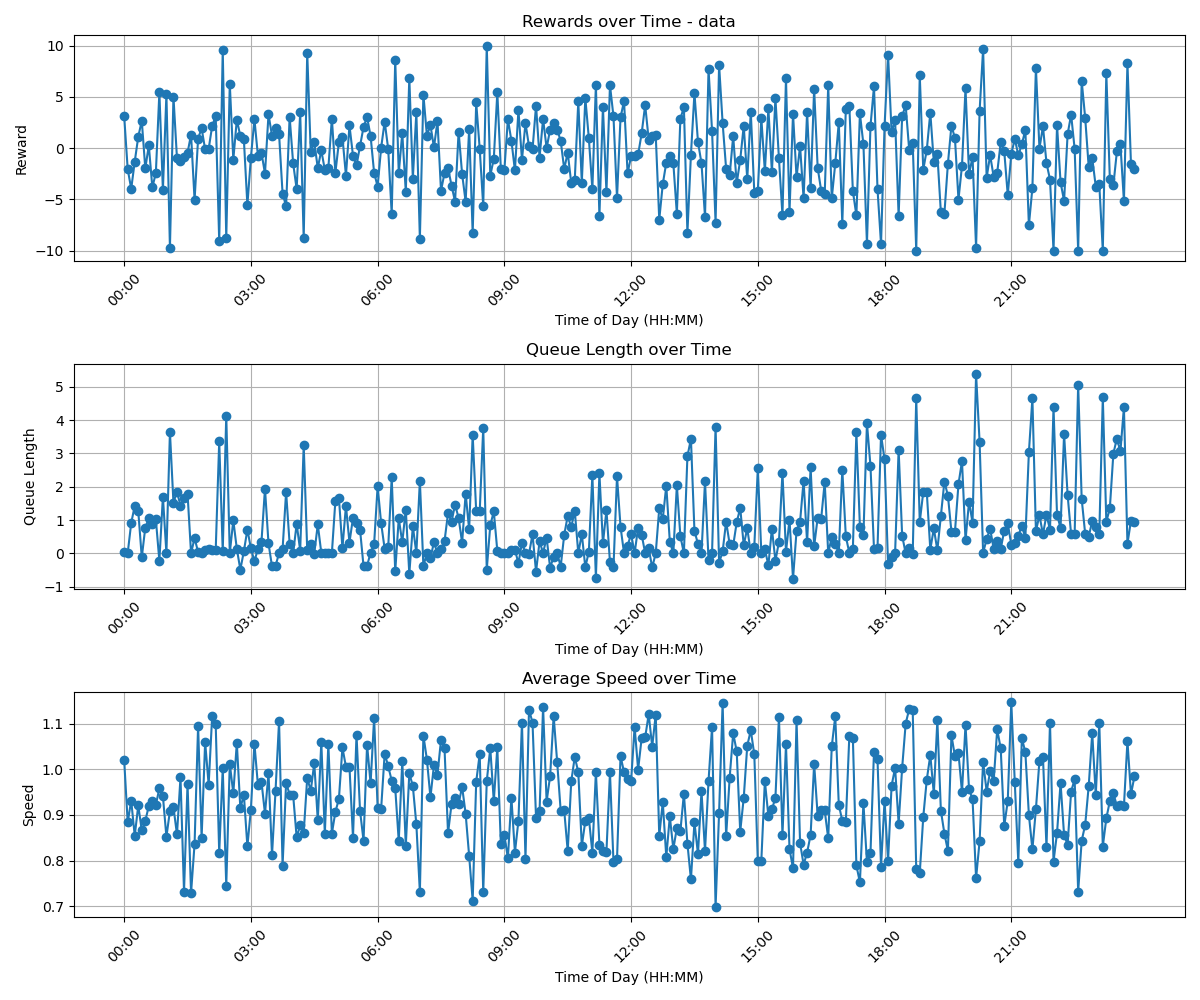 Rewards over Time - data
Reward
10
5
0
−5
−10
00:00 03:00 06:00 09:00 12:00 15:00 18:00 21:00
Time of Day (HH:MM)
Queue Length over Time
Queue Length
5
4
3
2
1
0
−1
00:00 03:00 06:00 09:00 12:00 15:00 18:00 21:00
Time of Day (HH:MM)
Average Speed over Time
Speed
1.1
1.0
0.9
0.8
0.7
00:00 03:00 06:00 09:00 12:00 15:00 18:00 21:00
Time of Day (HH:MM)